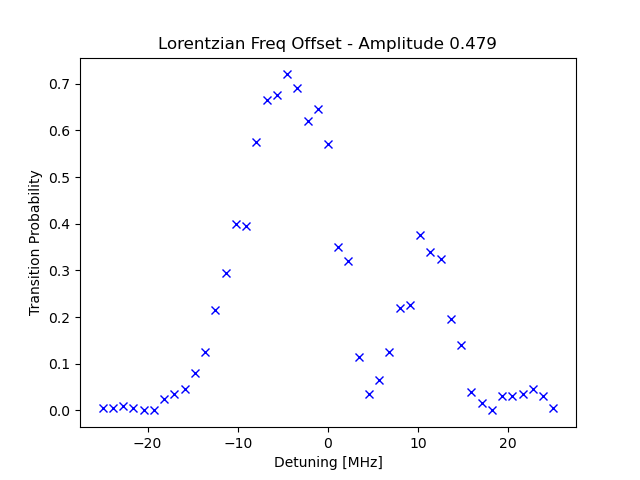 Lorentzian Freq Offset - Amplitude 0.479
Transition Probability
0.7
0.6
0.5
0.4
0.3
0.2
0.1
0.0
−20 −10 0 10 20
Detuning [MHz]